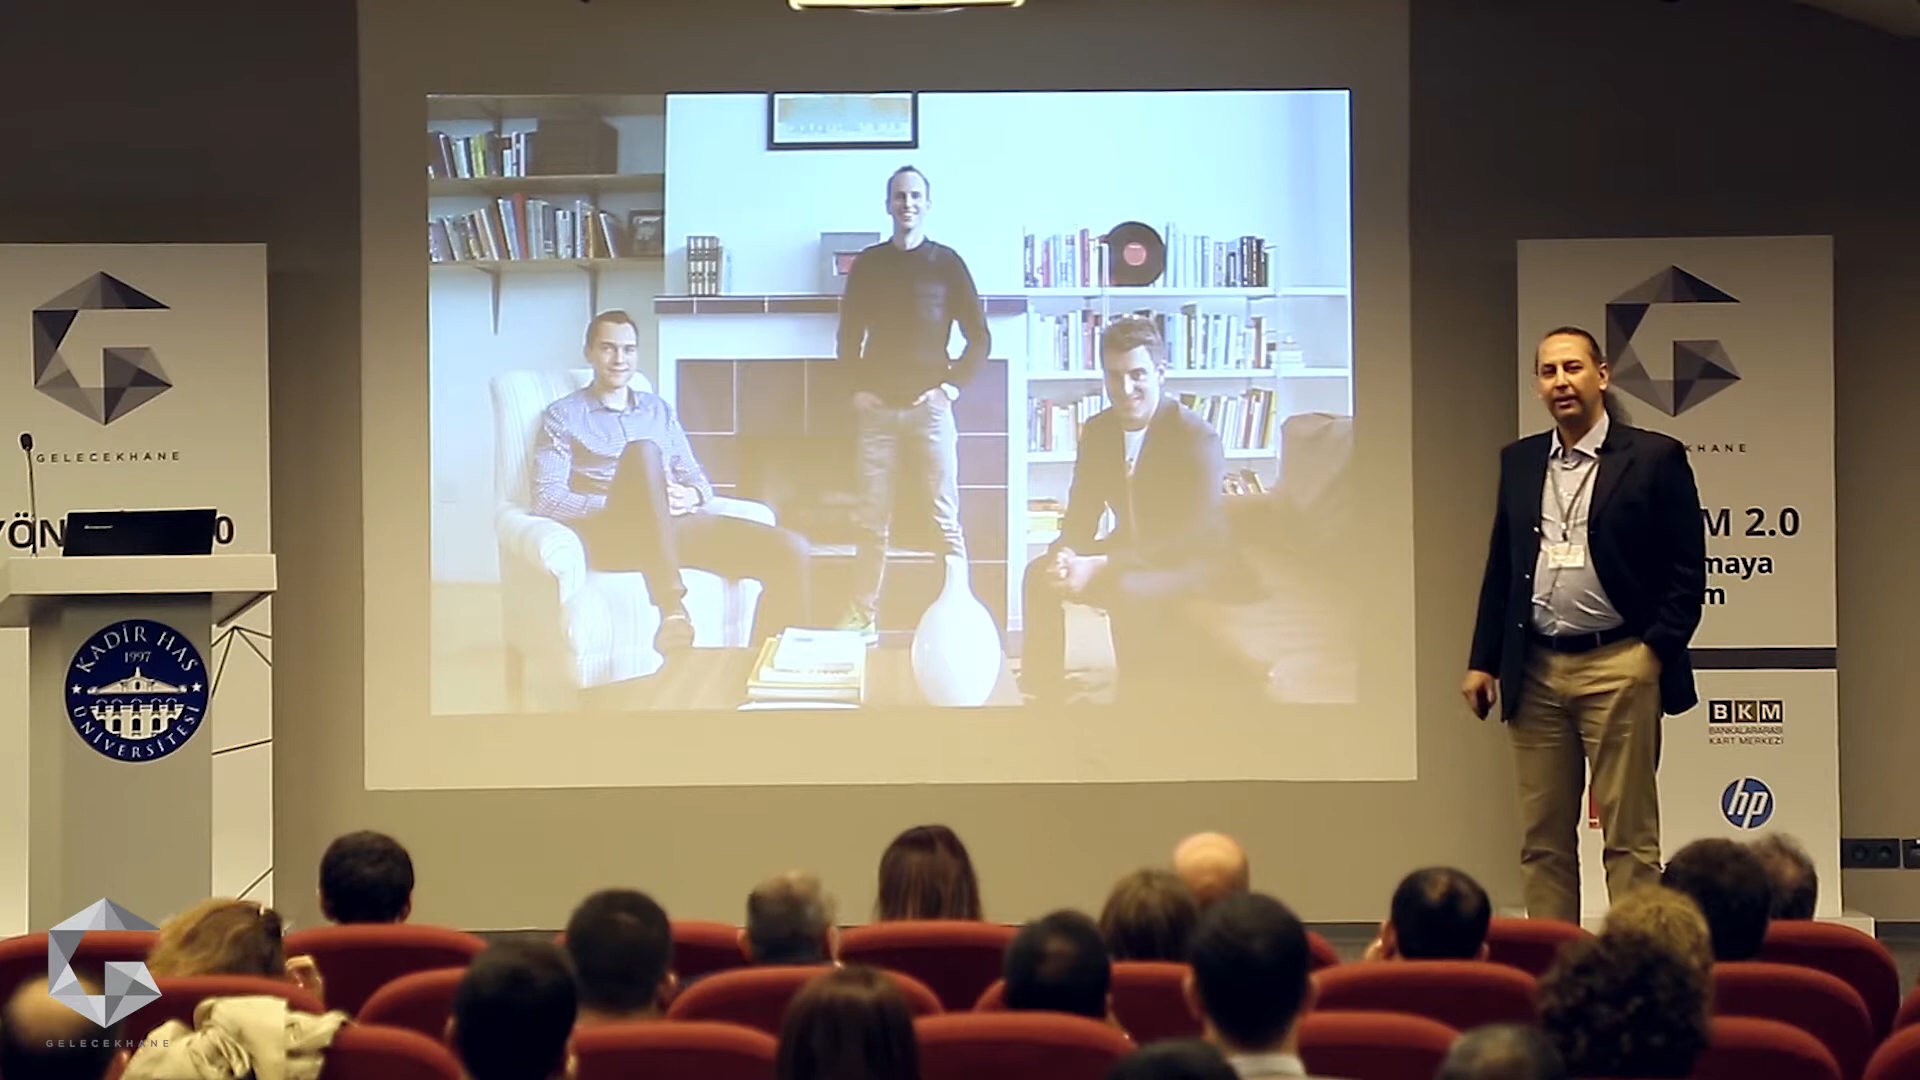 GELECEKHANE
YÖN
0
KADİR HAS
1997
ÜNİVERSİTESİ
KHANE
M 2.0
maya
m
BKM
BANKALARARASI
KART MERKEZİ
hp
GELECEKHANE